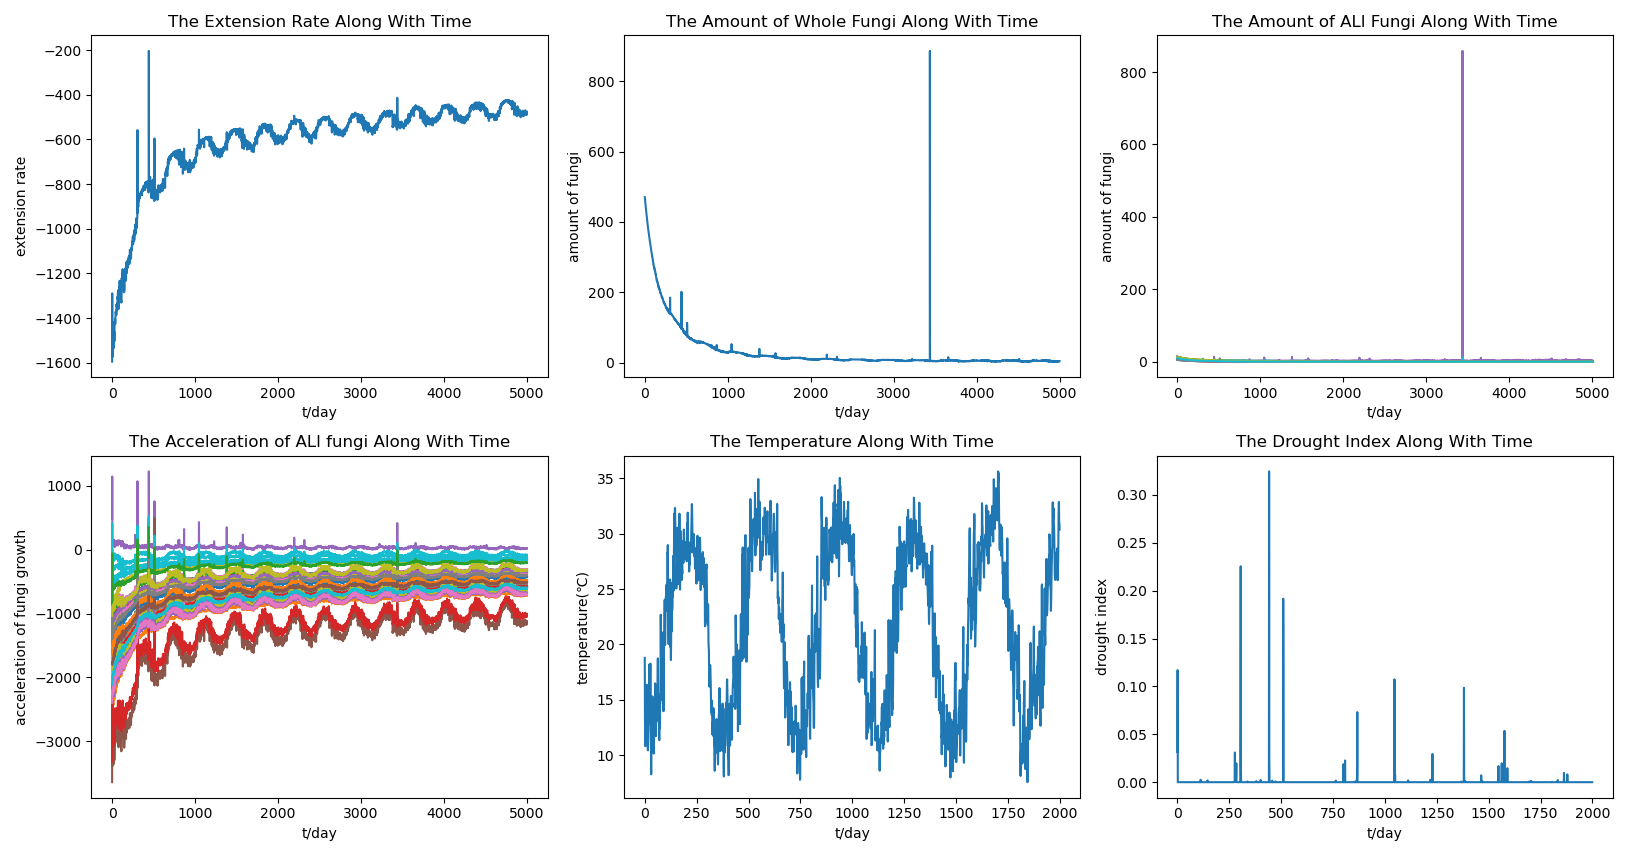 The Extension Rate Along With Time
−200
−400
−600
−800
−1000
−1200
−1400
−1600
extension rate
0 1000 2000 3000 4000 5000
t/day
The Amount of Whole Fungi Along With Time
800
600
400
200
0
amount of fungi
0 1000 2000 3000 4000 5000
t/day
The Amount of ALl Fungi Along With Time
800
600
400
200
0
amount of fungi
0 1000 2000 3000 4000 5000
t/day
The Acceleration of ALl fungi Along With Time
1000
0
−1000
−2000
−3000
acceleration of fungi growth
0 1000 2000 3000 4000 5000
t/day
The Temperature Along With Time
35
30
25
20
15
10
temperature(℃)
0 250 500 750 1000 1250 1500 1750 2000
t/day
The Drought Index Along With Time
0.30
0.25
0.20
0.15
0.10
0.05
0.00
drought index
0 250 500 750 1000 1250 1500 1750 2000
t/day